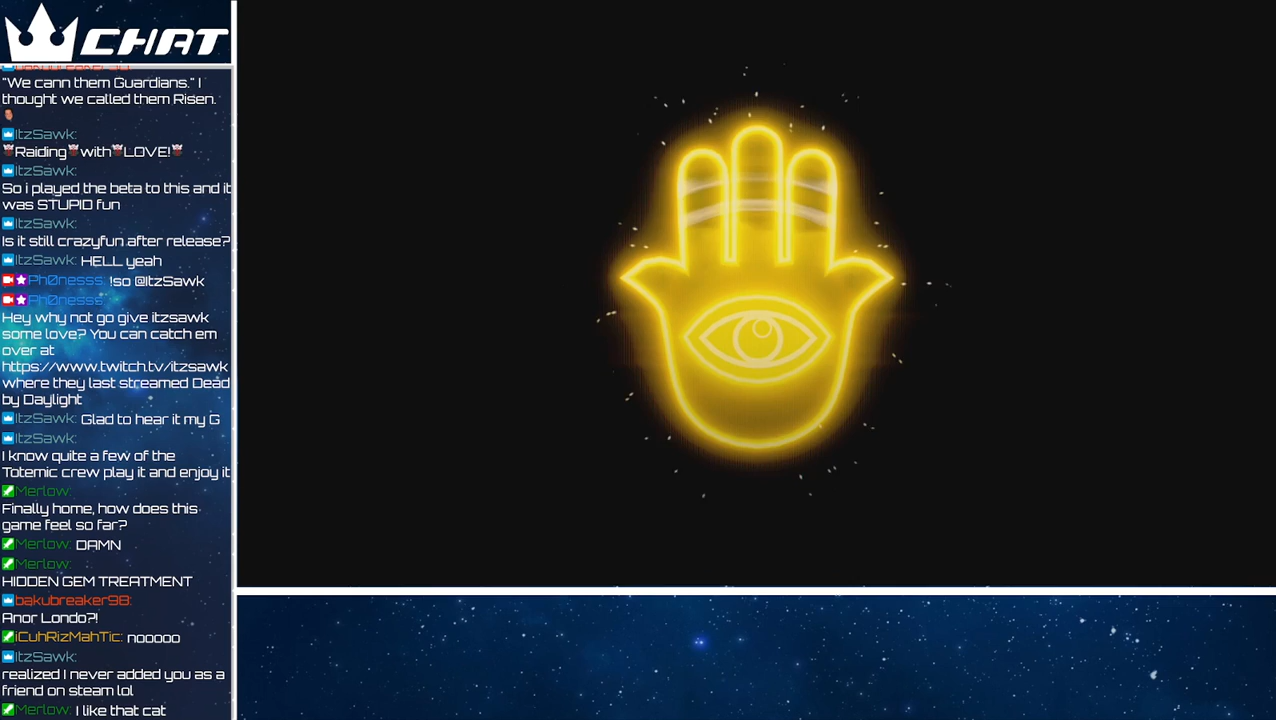 CHAT
"We cann them Guardians." I
thought we called them Risen.
ItzSawk:
Raiding with LOVE!
ItzSawk:
So i played the beta to this and it
was STUPID fun
ItzSawk:
Is it still crazyfun after release?
ItzSawk: HELL yeah
Ph0nesss: !so @ItzSawk
Ph0nesss:
Hey why not go give itzsawk
some love? You can catch em
over at
https://www.twitch.tv/itzsawk
where they last streamed Dead
by Daylight
ItzSawk: Glad to hear it my G
ItzSawk:
I know quite a few of the
Totemic crew play it and enjoy it
Merlow:
Finally home, how does this
game feel so far?
Merlow: DAMN
Merlow:
HIDDEN GEM TREATMENT
bakubreaker98:
Anor Londo?!
iCuhRizMahTic: nooooo
ItzSawk:
realized I never added you as a
friend on steam lol
Merlow: I like that cat